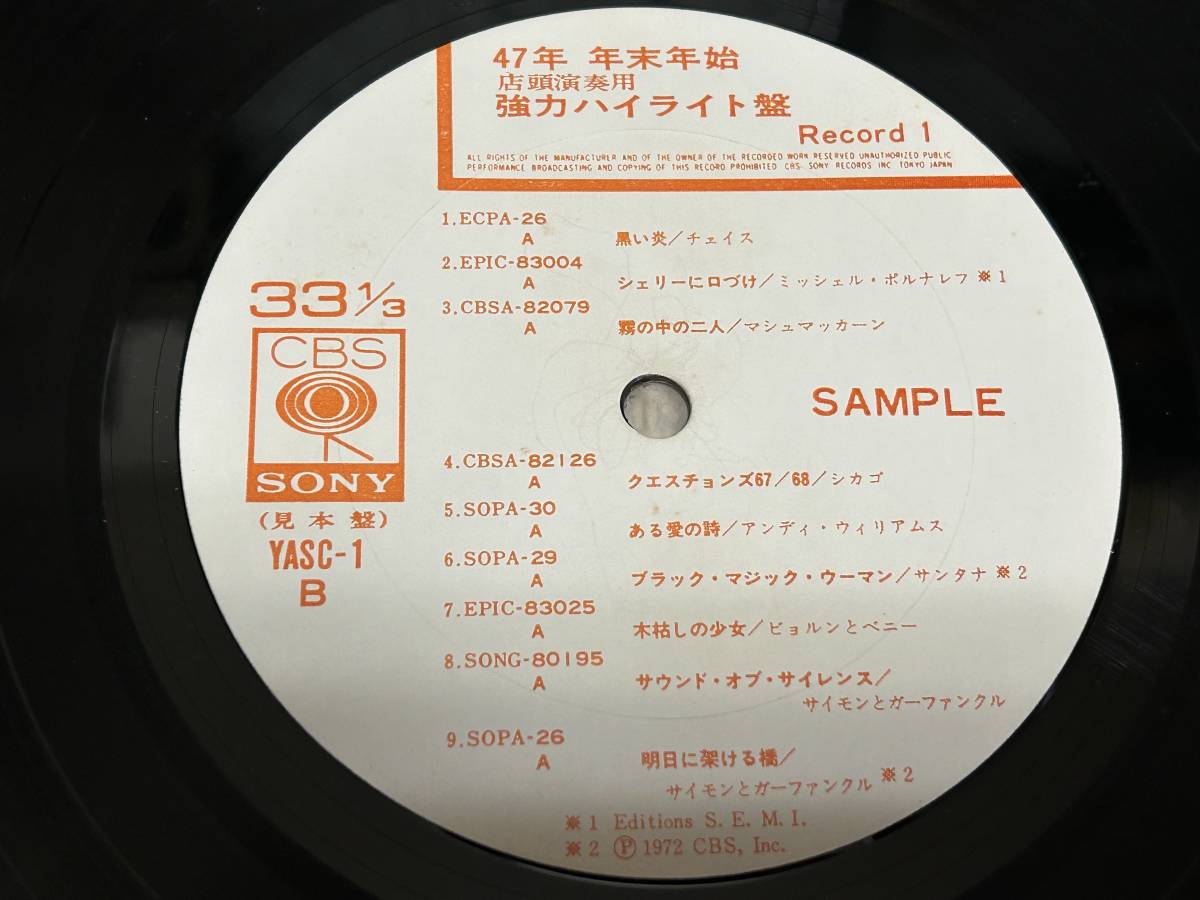 47年 年末年始
店頭演奏用
強力ハイライト盤
Record 1
ALL RIGHTS OF THE MANUFACTURER AND OF THE OWNER OF THE RECORDED WORK RESERVED UNAUTHORIZED PUBLIC
PERFORMANCE BROADCASTING AND COPYING OF THIS RECORD PROHIBITED CBS SONY RECORDS INC. TOKYO JAPAN
33 1/3
CBS
SONY
(見本盤)
YASC-1
B
SAMPLE
1.ECPA-26
A 黒い炎/チェイス
2.EPIC-83004
A シェリーに口づけ/ミッシェル・ポルナレフ ※1
3.CBSA-82079
A 霧の中の二人/マシュマッカーン
4.CBSA-82126
A クエスチョンズ67/68/シカゴ
5.SOPA-30
A ある愛の詩/アンディ・ウィリアムス
6.SOPA-29
A ブラック・マジック・ウーマン/サンタナ ※2
7.EPIC-83025
A 木枯しの少女/ビョルンとベニー
8.SONG-80195
A サウンド・オブ・サイレンス/
サイモンとガーファンクル
9.SOPA-26
A 明日に架ける橋/
サイモンとガーファンクル ※2
※1 Editions S. E. M. I.
※2 Ⓟ 1972 CBS, Inc.